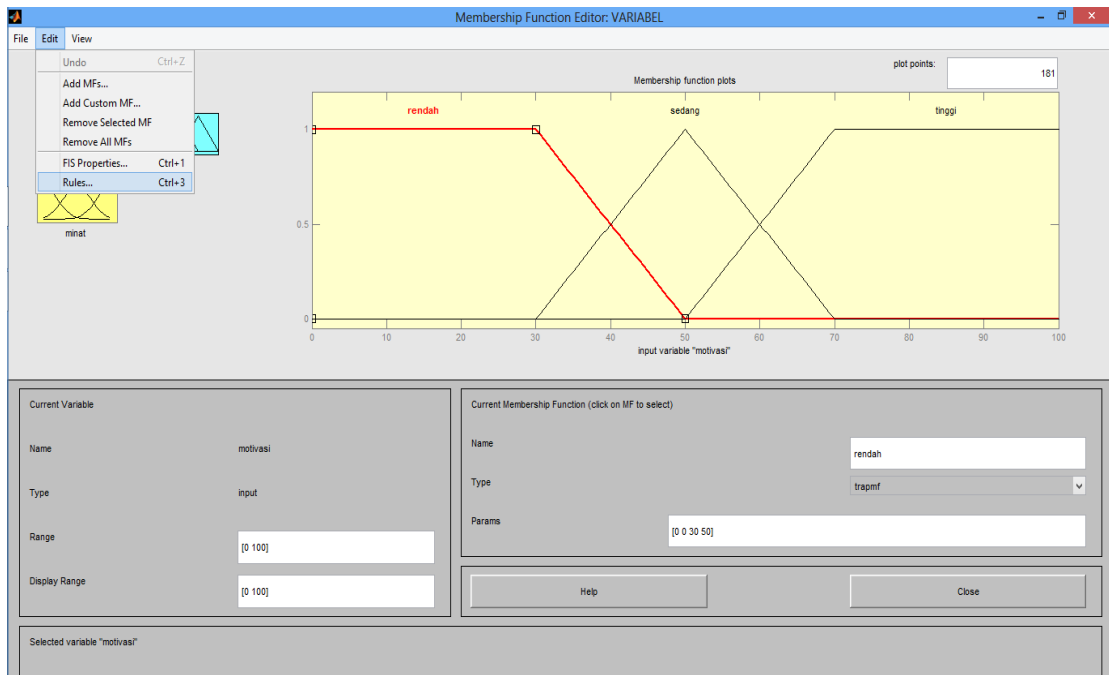 Membership Function Editor: VARIABEL
File Edit View
Undo Ctrl+Z
Add MFs...
Add Custom MF...
Remove Selected MF
Remove All MFs
FIS Properties... Ctrl+1
Rules... Ctrl+3
minat
plot points: 181
Membership function plots
rendah sedang tinggi
1
0.5
0
0 10 20 30 40 50 60 70 80 90 100
input variable "motivasi"
Current Variable
Name motivasi
Type input
Range [0 100]
Display Range [0 100]
Current Membership Function (click on MF to select)
Name rendah
Type trapmf
Params [0 0 30 50]
Help Close
Selected variable "motivasi"